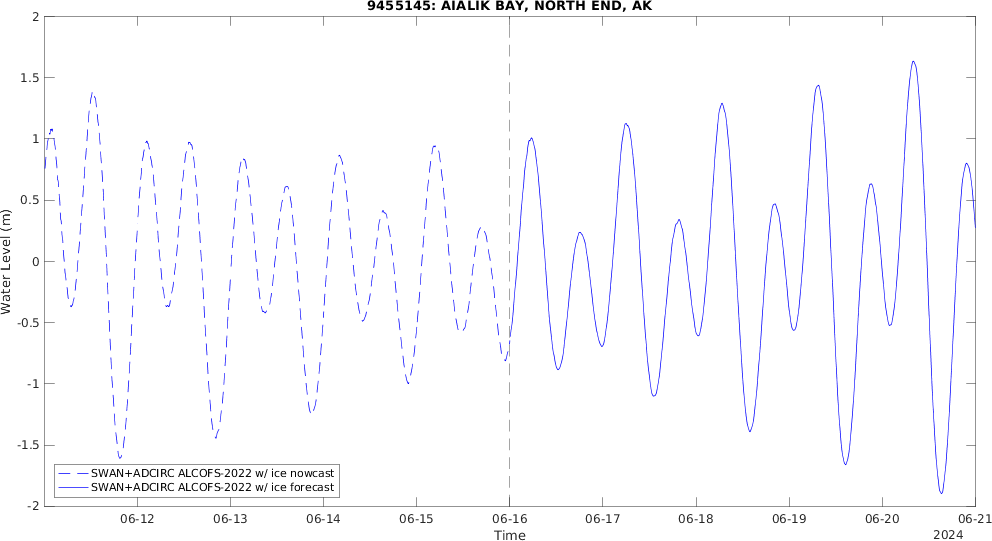 9455145: AIALIK BAY, NORTH END, AK
2
1.5
1
0.5
0
-0.5
-1
-1.5
-2
Water Level (m)
SWAN+ADCIRC ALCOFS-2022 w/ ice nowcast
SWAN+ADCIRC ALCOFS-2022 w/ ice forecast
06-12 06-13 06-14 06-15 06-16 06-17 06-18 06-19 06-20 06-21
Time
2024